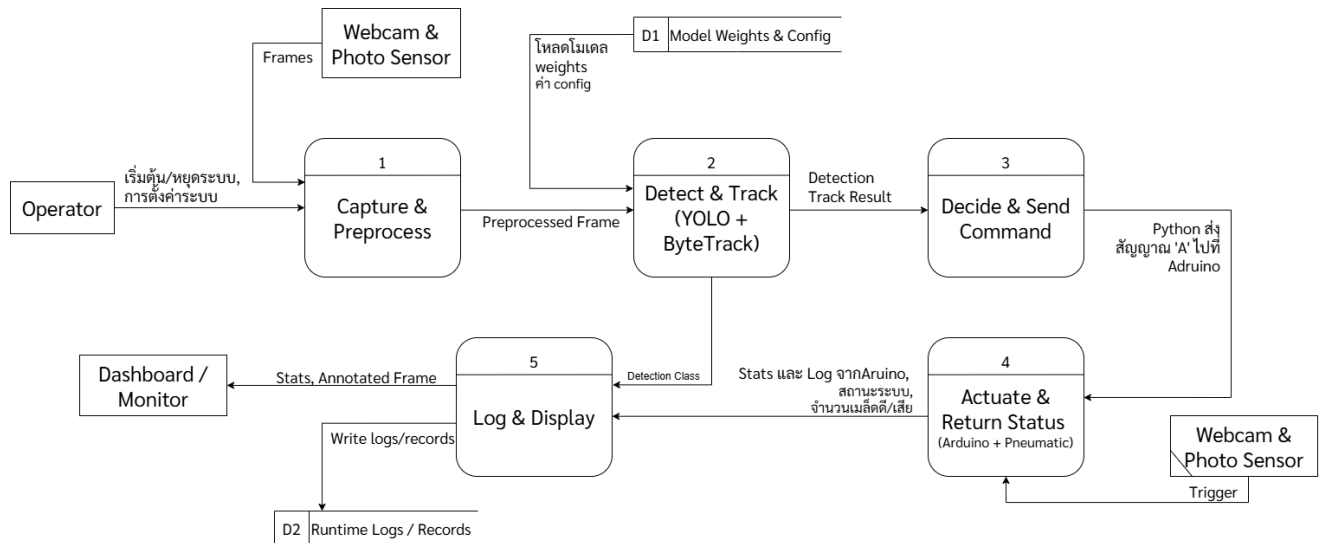 Webcam &
Photo Sensor
Frames
D1 Model Weights & Config
โหลดโมเดล
weights
ค่า config
Operator
เริ่มต้น/หยุดระบบ,
การตั้งค่าระบบ
1
Capture &
Preprocess
Preprocessed Frame
2
Detect & Track
(YOLO +
ByteTrack)
Detection
Track Result
3
Decide & Send
Command
Python ส่ง
สัญญาณ 'A' ไปที่
Adruino
Dashboard /
Monitor
Stats, Annotated Frame
5
Log & Display
Detection Class
Stats และ Log จากAruino,
สถานะระบบ,
จำนวนเมล็ดดี/เสีย
4
Actuate &
Return Status
(Arduino + Pneumatic)
Webcam &
Photo Sensor
Trigger
Write logs/records
D2 Runtime Logs / Records